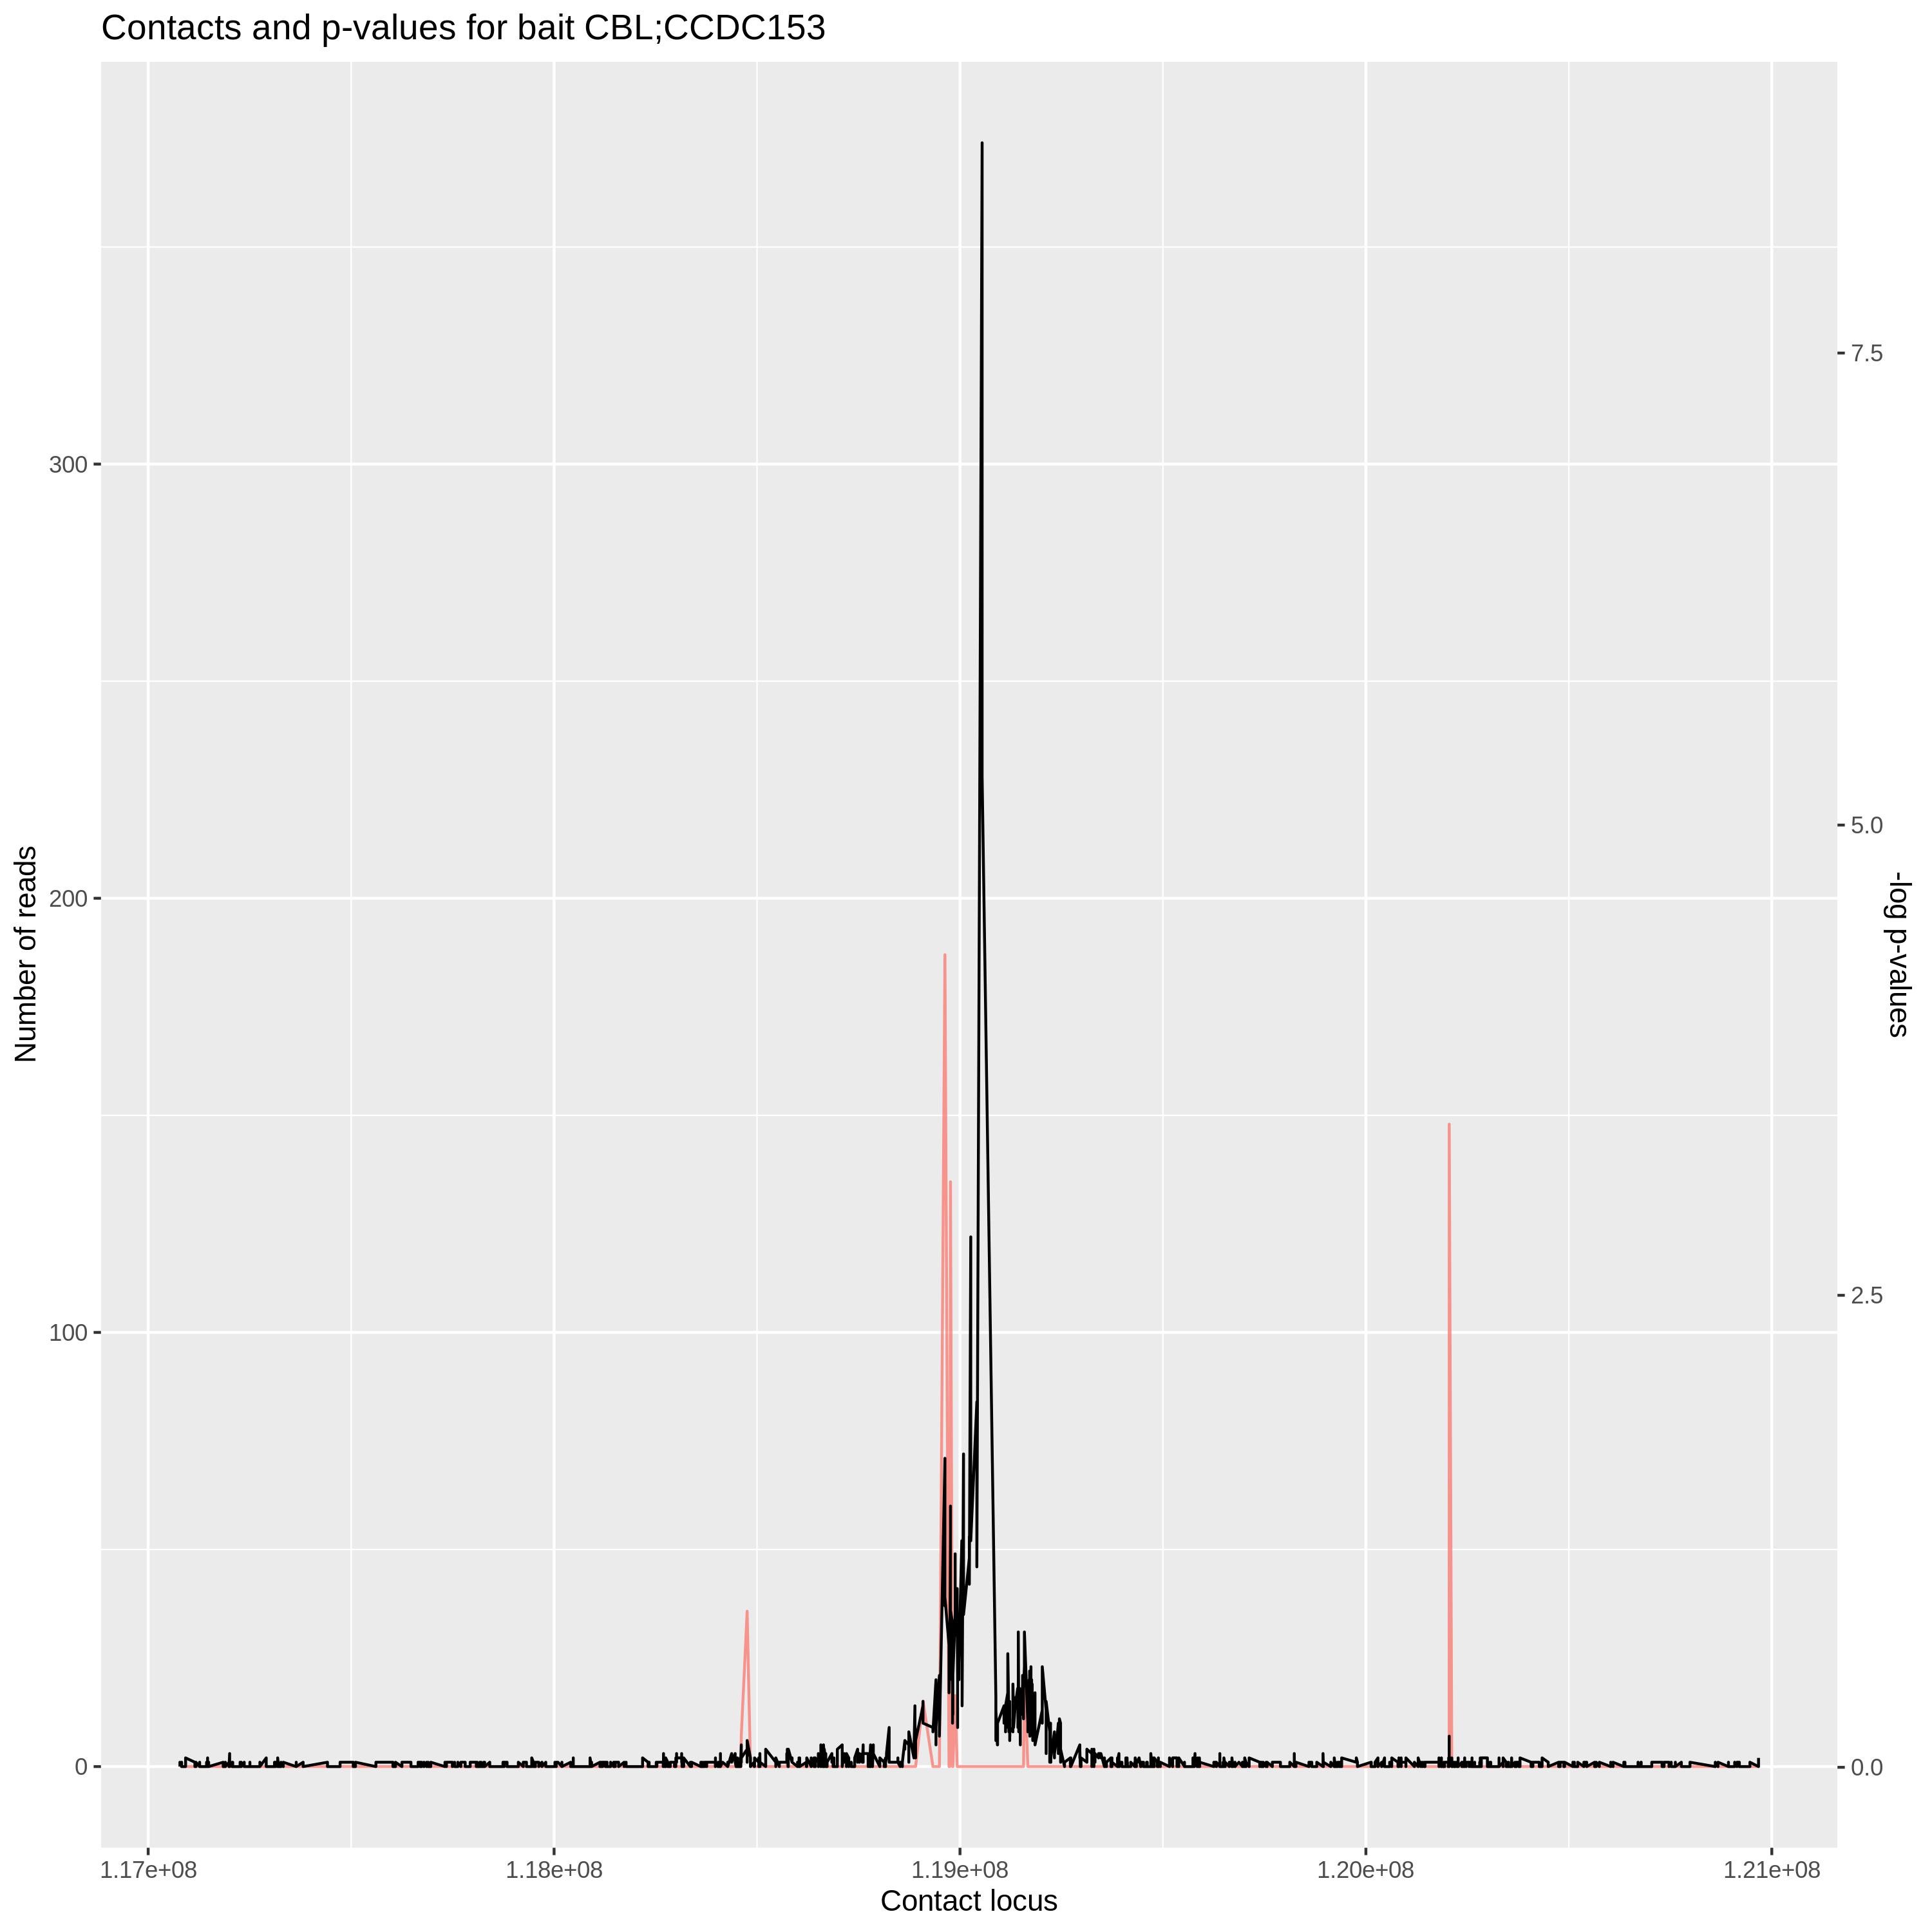 Contacts and p-values for bait CBL;CCDC153
Number of reads
300
200
100
0
7.5
5.0
2.5
0.0
-log p-values
1.17e+08
1.18e+08
1.19e+08
1.20e+08
1.21e+08
Contact locus